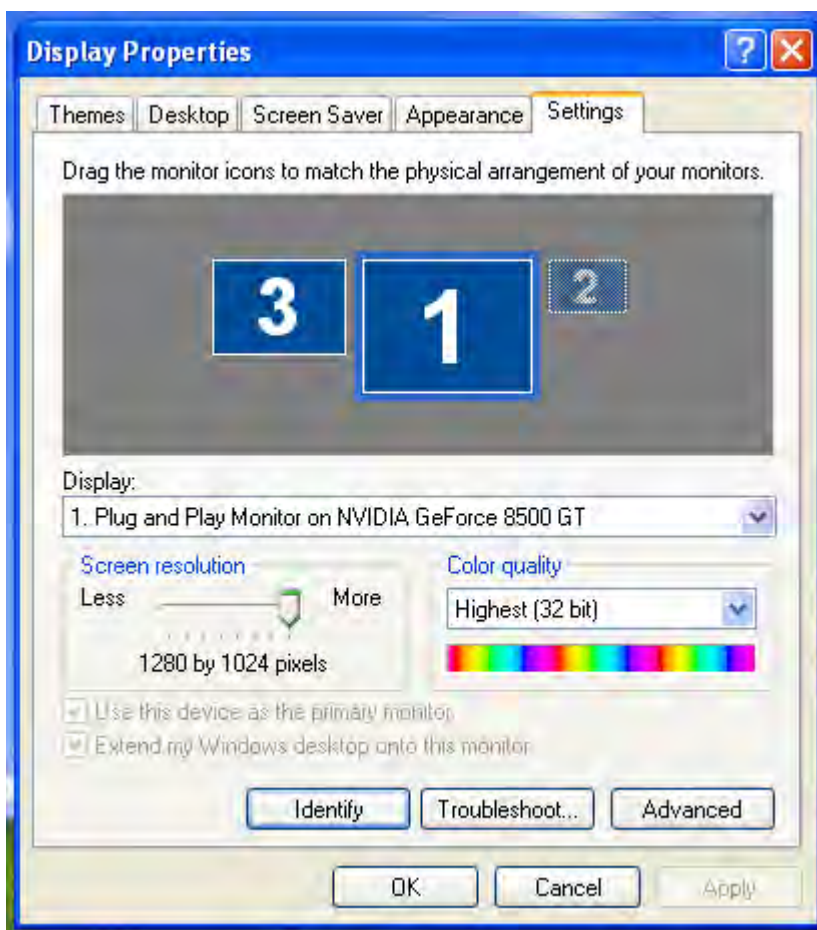 Display Properties
Themes Desktop Screen Saver Appearance Settings
Drag the monitor icons to match the physical arrangement of your monitors.
3 1 2
Display:
1. Plug and Play Monitor on NVIDIA GeForce 8500 GT
Screen resolution Color quality
Less More Highest (32 bit)
1280 by 1024 pixels
Use this device as the primary monitor.
Extend my Windows desktop onto this monitor.
Identify Troubleshoot... Advanced
OK Cancel Apply